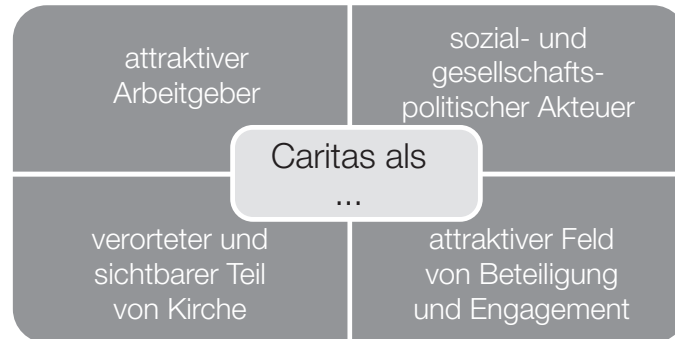 attraktiver
Arbeitgeber
sozial- und
gesellschafts-
politischer Akteuer
Caritas als
...
verorteter und
sichtbarer Teil
von Kirche
attraktiver Feld
von Beteiligung
und Engagement